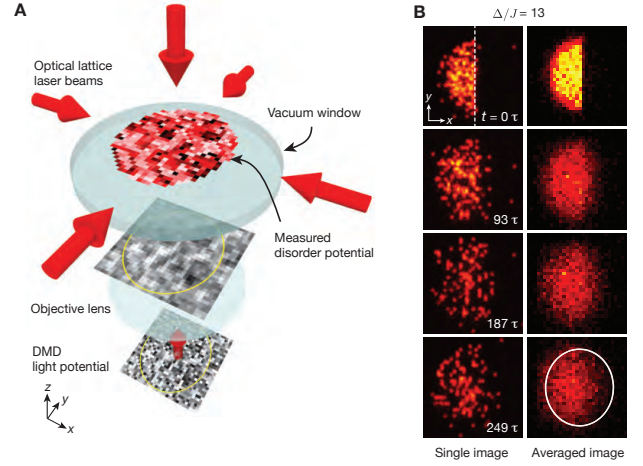 A
Optical lattice
laser beams
Vacuum window
Measured
disorder potential
Objective lens
DMD
light potential
z
y
x
B
Δ/J = 13
y
x
t = 0 τ
93 τ
187 τ
249 τ
Single image
Averaged image